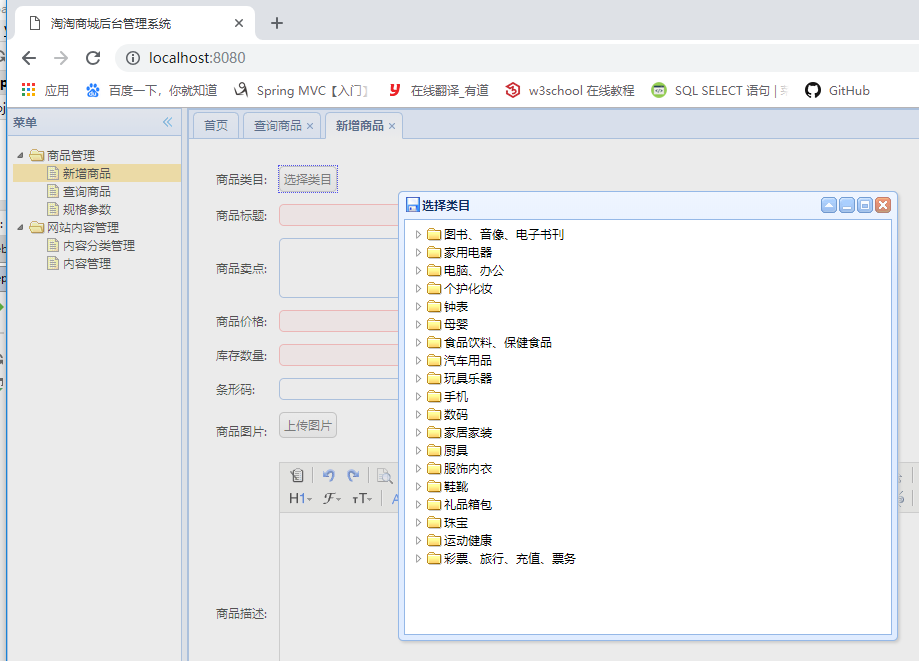 淘淘商城后台管理系统
localhost:8080
应用 百度一下，你就知道 Spring MVC【入门】 在线翻译_有道 w3school 在线教程 SQL SELECT 语句 | GitHub
菜单
首页 查询商品 新增商品
商品管理
新增商品
查询商品
规格参数
网站内容管理
内容分类管理
内容管理
商品类目: 选择类目
商品标题:
商品卖点:
商品价格:
库存数量:
条形码:
商品图片: 上传图片
H1 F TT A
商品描述:
选择类目
图书、音像、电子书刊
家用电器
电脑、办公
个护化妆
钟表
母婴
食品饮料、保健食品
汽车用品
玩具乐器
手机
数码
家居家装
厨具
服饰内衣
鞋靴
礼品箱包
珠宝
运动健康
彩票、旅行、充值、票务